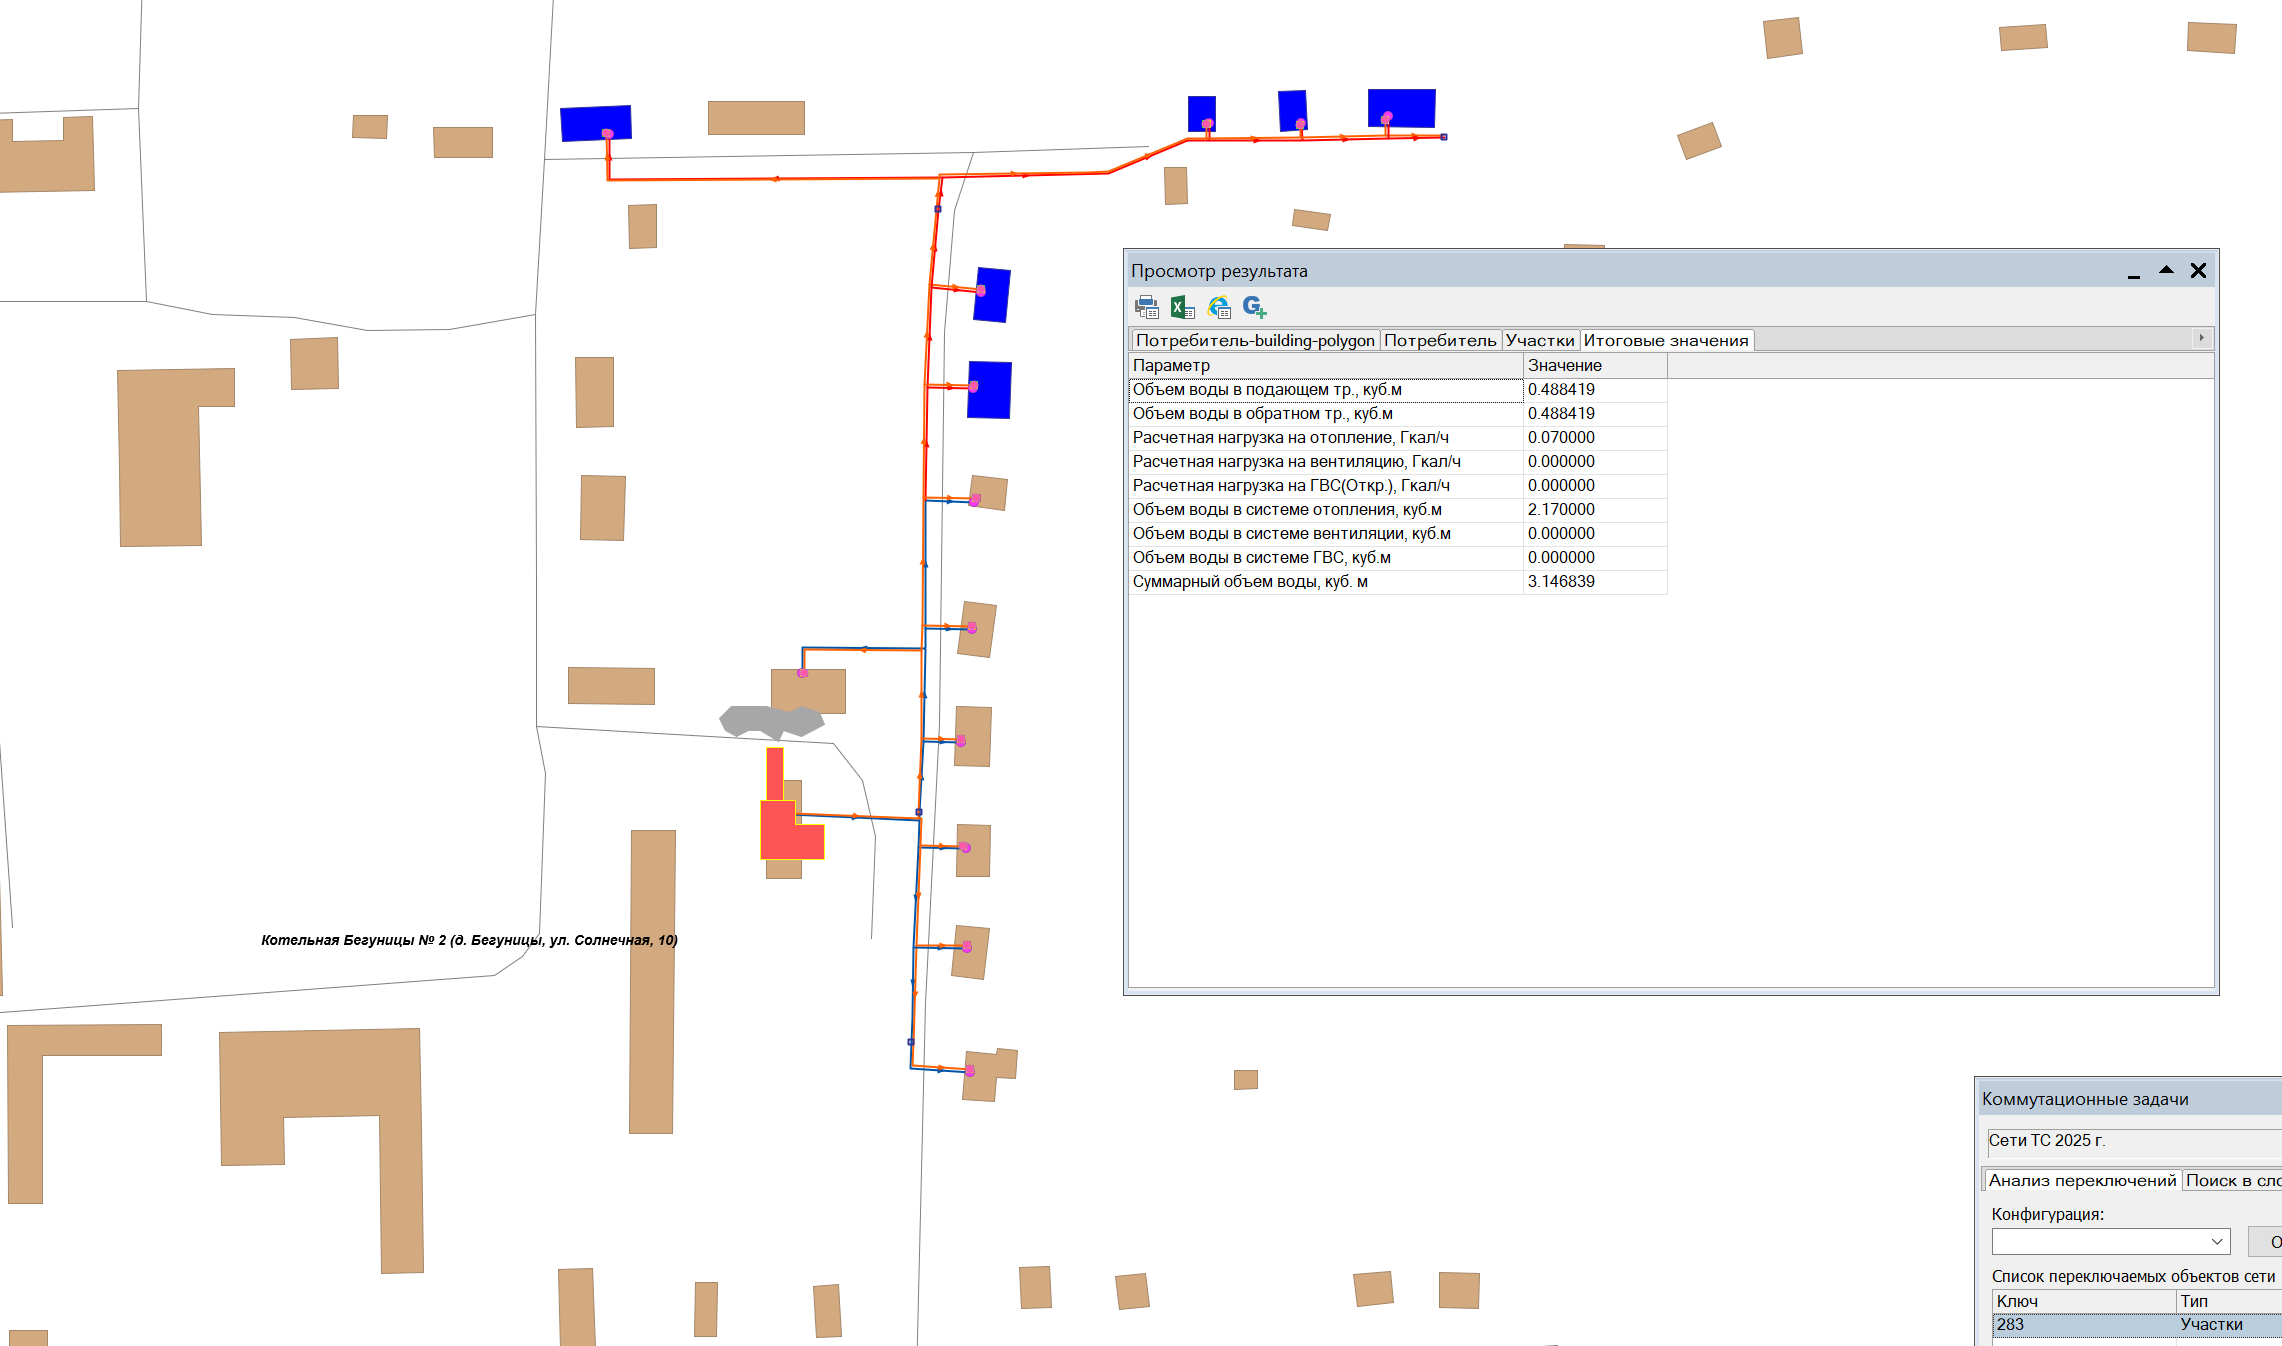 Просмотр результата
Потребитель-building-polygon Потребитель Участки Итоговые значения
Параметр Значение
Объем воды в подающем тр., куб.м 0.488419
Объем воды в обратном тр., куб.м 0.488419
Расчетная нагрузка на отопление, Гкал/ч 0.070000
Расчетная нагрузка на вентиляцию, Гкал/ч 0.000000
Расчетная нагрузка на ГВС(Откр.), Гкал/ч 0.000000
Объем воды в системе отопления, куб.м 2.170000
Объем воды в системе вентиляции, куб.м 0.000000
Объем воды в системе ГВС, куб.м 0.000000
Суммарный объем воды, куб. м 3.146839
Котельная Бегуницы № 2 (д. Бегуницы, ул. Солнечная, 10)
Коммутационные задачи
Сети ТС 2025 г.
Анализ переключений Поиск в
Конфигурация:
Список переключаемых объектов сети
Ключ Тип
283 Участки